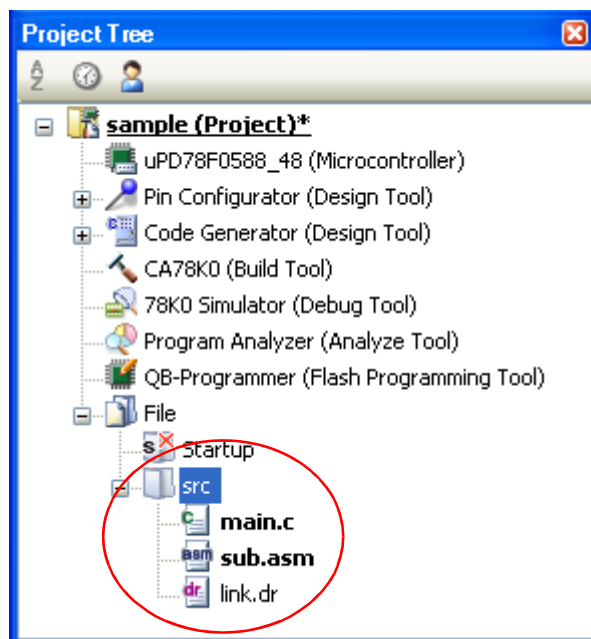 Project Tree
sample (Project)*
uPD78F0588_48 (Microcontroller)
Pin Configurator (Design Tool)
Code Generator (Design Tool)
CA78K0 (Build Tool)
78K0 Simulator (Debug Tool)
Program Analyzer (Analyze Tool)
QB-Programmer (Flash Programming Tool)
File
Startup
src
main.c
sub.asm
link.dr